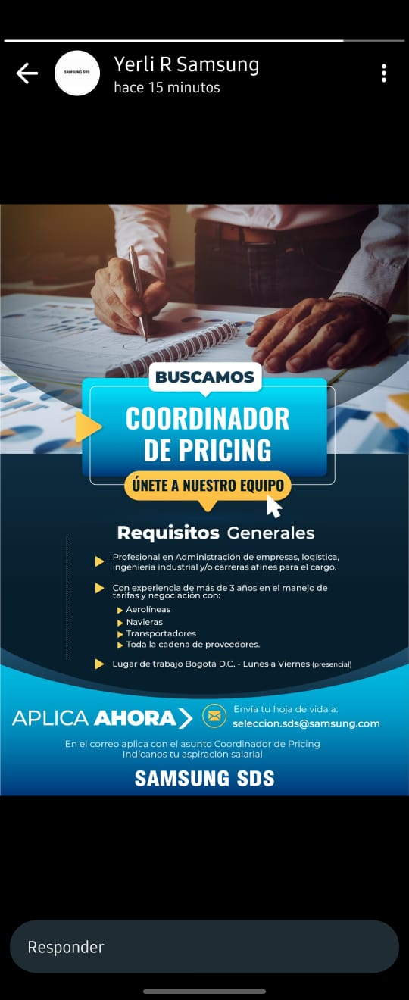 SAMSUNG SDS
Yerli R Samsung
hace 15 minutos
BUSCAMOS
COORDINADOR
DE PRICING
ÚNETE A NUESTRO EQUIPO
Requisitos Generales
Profesional en Administración de empresas, logística,
ingeniería industrial y/o carreras afines para el cargo.
Con experiencia de más de 3 años en el manejo de
tarifas y negociación con:
Aerolíneas
Navieras
Transportadores
Toda la cadena de proveedores.
Lugar de trabajo Bogotá D.C. - Lunes a Viernes (presencial)
APLICA AHORA
Envía tu hoja de vida a:
seleccion.sds@samsung.com
En el correo aplica con el asunto Coordinador de Pricing
Indícanos tu aspiración salarial
SAMSUNG SDS
Responder